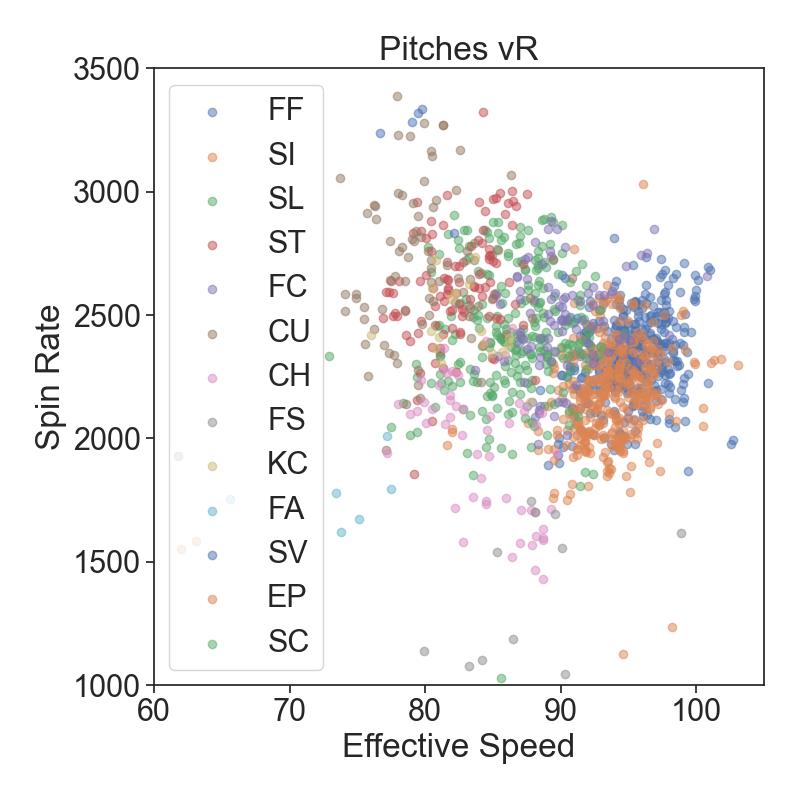 Pitches vR
3500
3000
2500
2000
1500
1000
Spin Rate
FF
SI
SL
ST
FC
CU
CH
FS
KC
FA
SV
EP
SC
60 70 80 90 100
Effective Speed